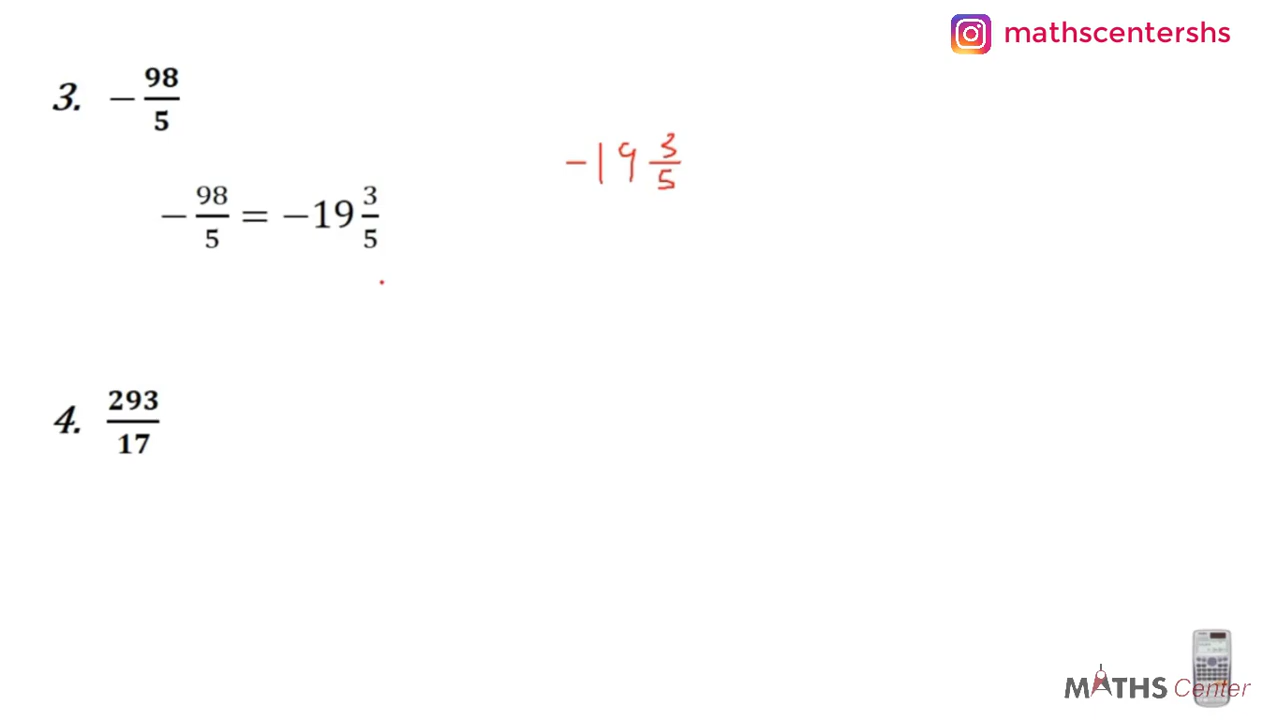 mathscentershs
3. −98/5
−19 3/5
−98/5 = −19 3/5
4. 293/17
MATHS Center